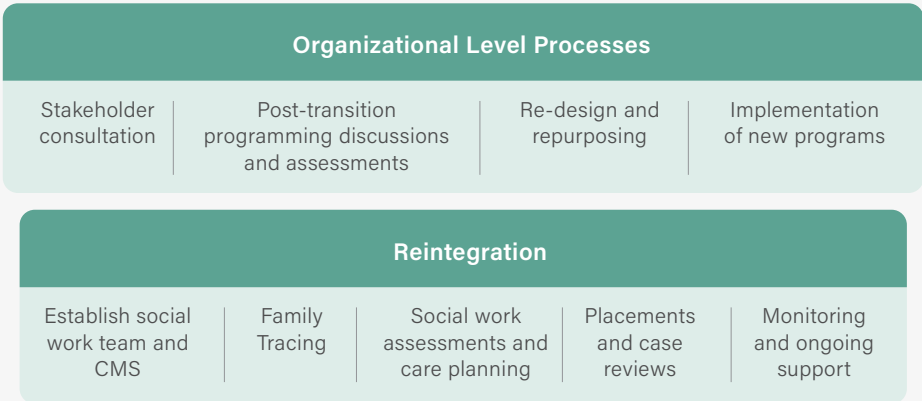 Organizational Level Processes
Stakeholder
consultation
Post-transition
programming discussions
and assessments
Re-design and
repurposing
Implementation
of new programs
Reintegration
Establish social
work team and
CMS
Family
Tracing
Social work
assessments and
care planning
Placements
and case
reviews
Monitoring
and ongoing
support